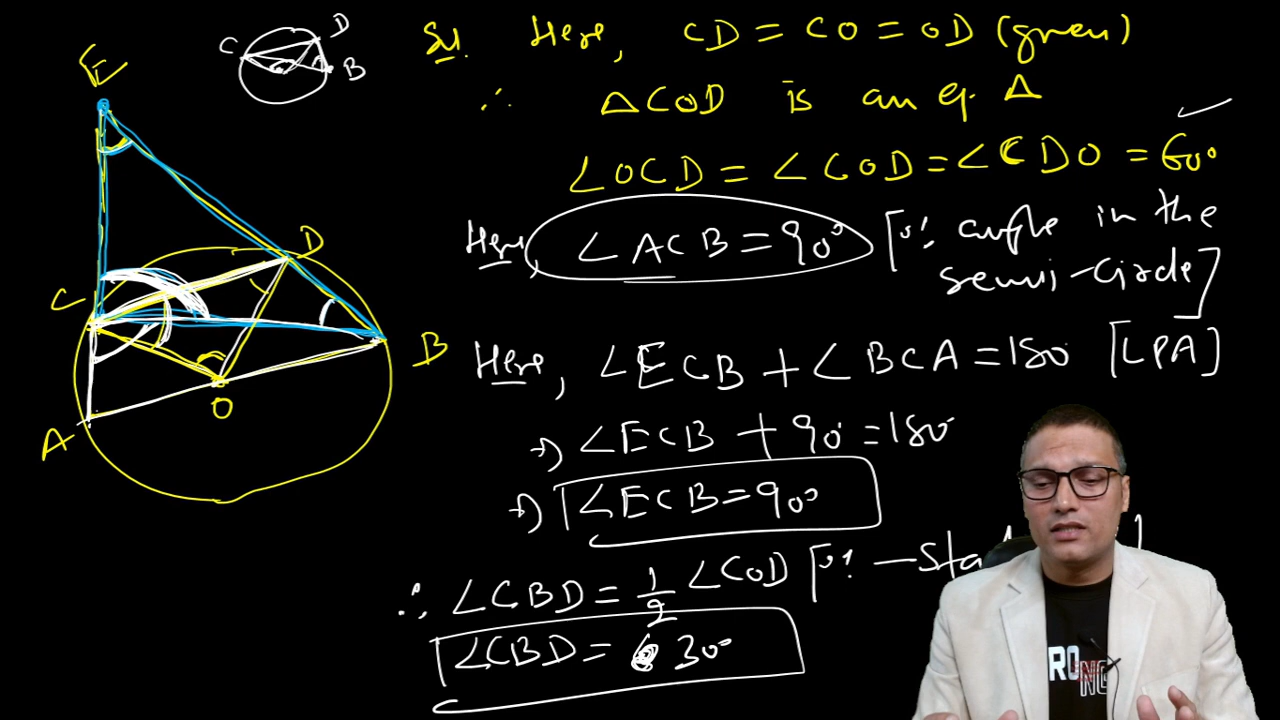 E
C D B
Sol. Here, CD = CO = OD (given)
∴ ΔCOD is an eq. Δ
∠OCD = ∠COD = ∠CDO = 60°
Here, ∠ACB = 90° [∵ angle in the
semi-circle]
D
C
B
O
A
Here, ∠ECB + ∠BCA = 180 [LPA]
→) ∠ECB + 90° = 180°
→) ∠ECB = 90°
∴ ∠CBD = 1/2 ∠COD [∵ ]
∠CBD = 30°